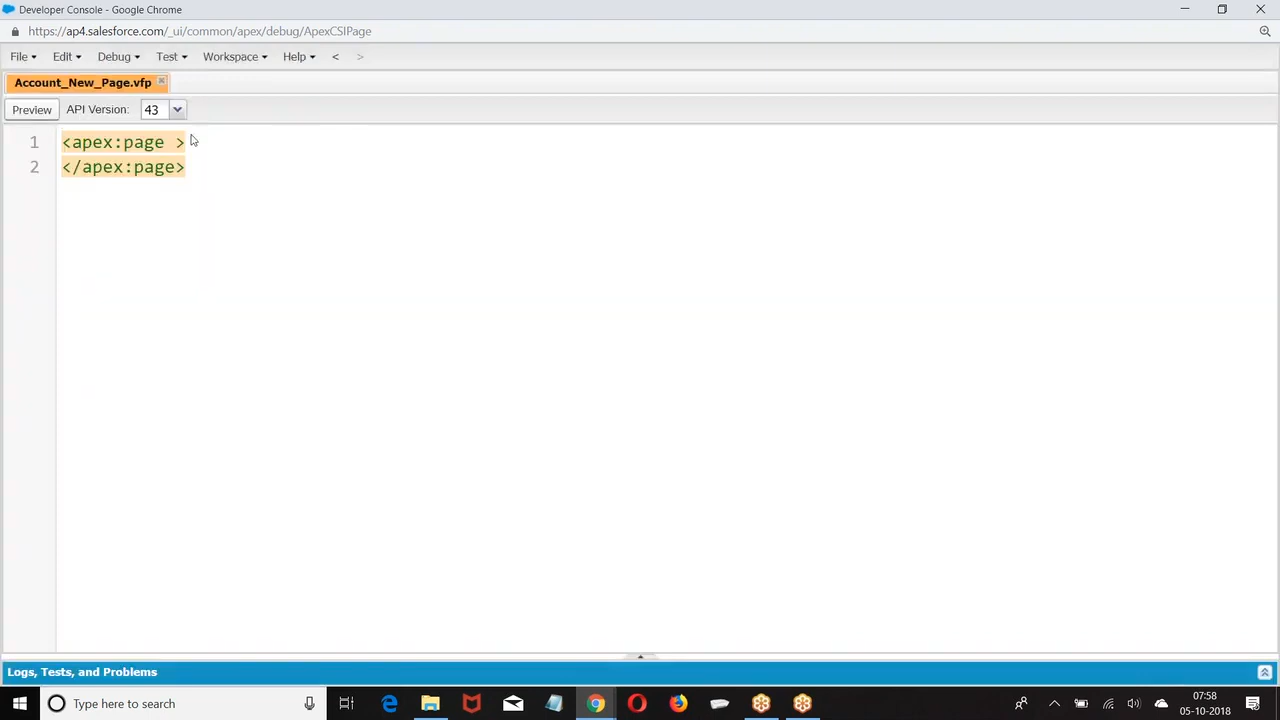 Developer Console - Google Chrome
https://ap4.salesforce.com/_ui/common/apex/debug/ApexCSIPage
File Edit Debug Test Workspace Help < >
Account_New_Page.vfp
Preview API Version: 43
1 <apex:page >
2 </apex:page>
Logs, Tests, and Problems
Type here to search
07:58
05-10-2018